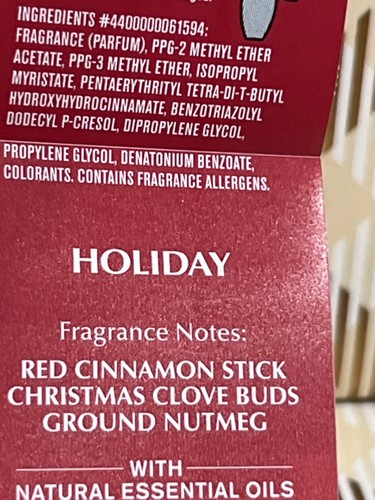 INGREDIENTS #4400000061594:
FRAGRANCE (PARFUM), PPG-2 METHYL ETHER
ACETATE, PPG-3 METHYL ETHER, ISOPROPYL
MYRISTATE, PENTAERYTHRITYL TETRA-DI-T-BUTYL
HYDROXYHYDROCINNAMATE, BENZOTRIAZOLYL
DODECYL P-CRESOL, DIPROPYLENE GLYCOL,
PROPYLENE GLYCOL, DENATONIUM BENZOATE,
COLORANTS. CONTAINS FRAGRANCE ALLERGENS.
HOLIDAY
Fragrance Notes:
RED CINNAMON STICK
CHRISTMAS CLOVE BUDS
GROUND NUTMEG
WITH
NATURAL ESSENTIAL OILS